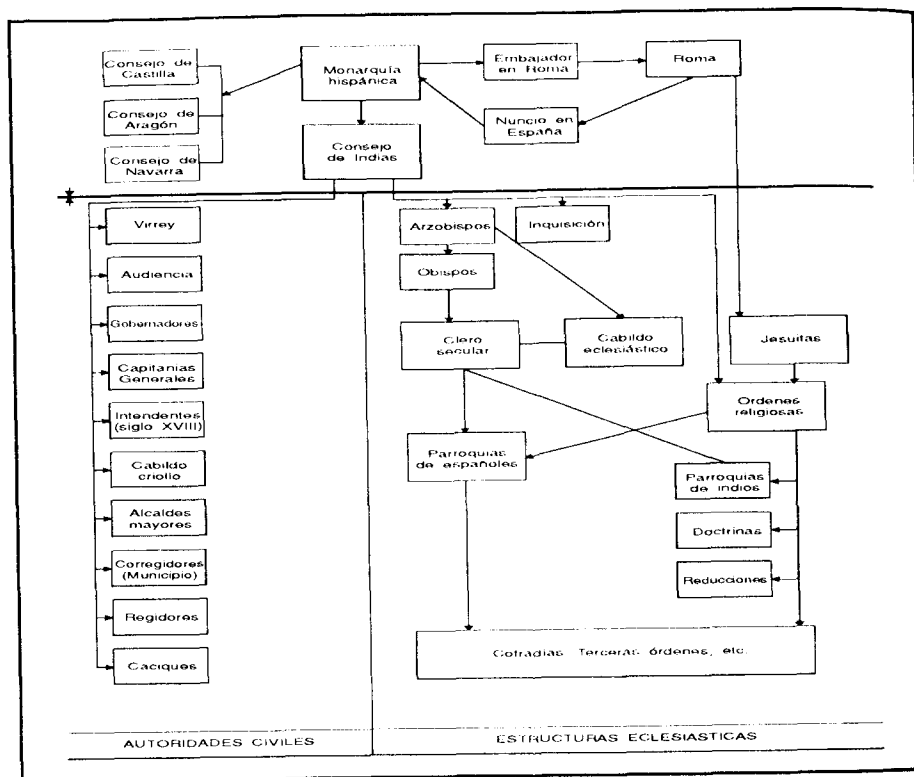 Consejo de
Castilla
Consejo de
Aragón
Consejo de
Navarra
Monarquía
hispánica
Consejo
de Indias
Embajador
en Roma
Nuncio en
España
Roma
Virrey
Audiencia
Gobernadores
Capitanías
Generales
Intendentes
(siglo XVIII)
Cabildo
criollo
Alcaldes
mayores
Corregidores
(Municipio)
Regidores
Caciques
Arzobispos
Inquisición
Obispos
Clero
secular
Cabildo
eclesiástico
Jesuitas
Ordenes
religiosas
Parroquias
de españoles
Parroquias
de indios
Doctrinas
Reducciones
Cofradías Terceras órdenes, etc.
AUTORIDADES CIVILES
ESTRUCTURAS ECLESIASTICAS